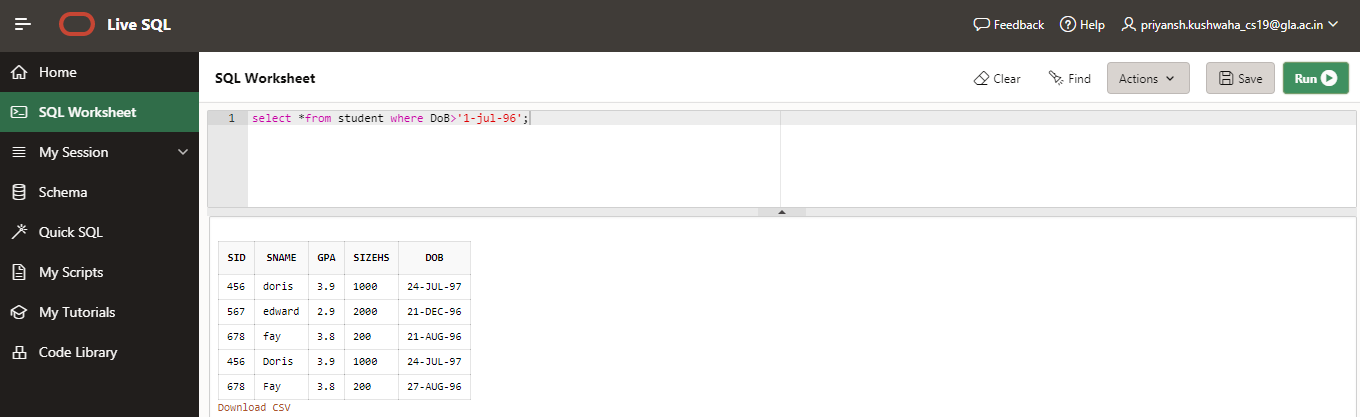 Live SQL
Feedback Help priyansh.kushwaha_cs19@gla.ac.in
Home
SQL Worksheet
My Session
Schema
Quick SQL
My Scripts
My Tutorials
Code Library
SQL Worksheet
Clear Find Actions Save Run
1 select *from student where DoB>'1-jul-96';
SID SNAME GPA SIZEHS DOB
456 doris 3.9 1000 24-JUL-97
567 edward 2.9 2000 21-DEC-96
678 fay 3.8 200 21-AUG-96
456 Doris 3.9 1000 24-JUL-97
678 Fay 3.8 200 27-AUG-96
Download CSV